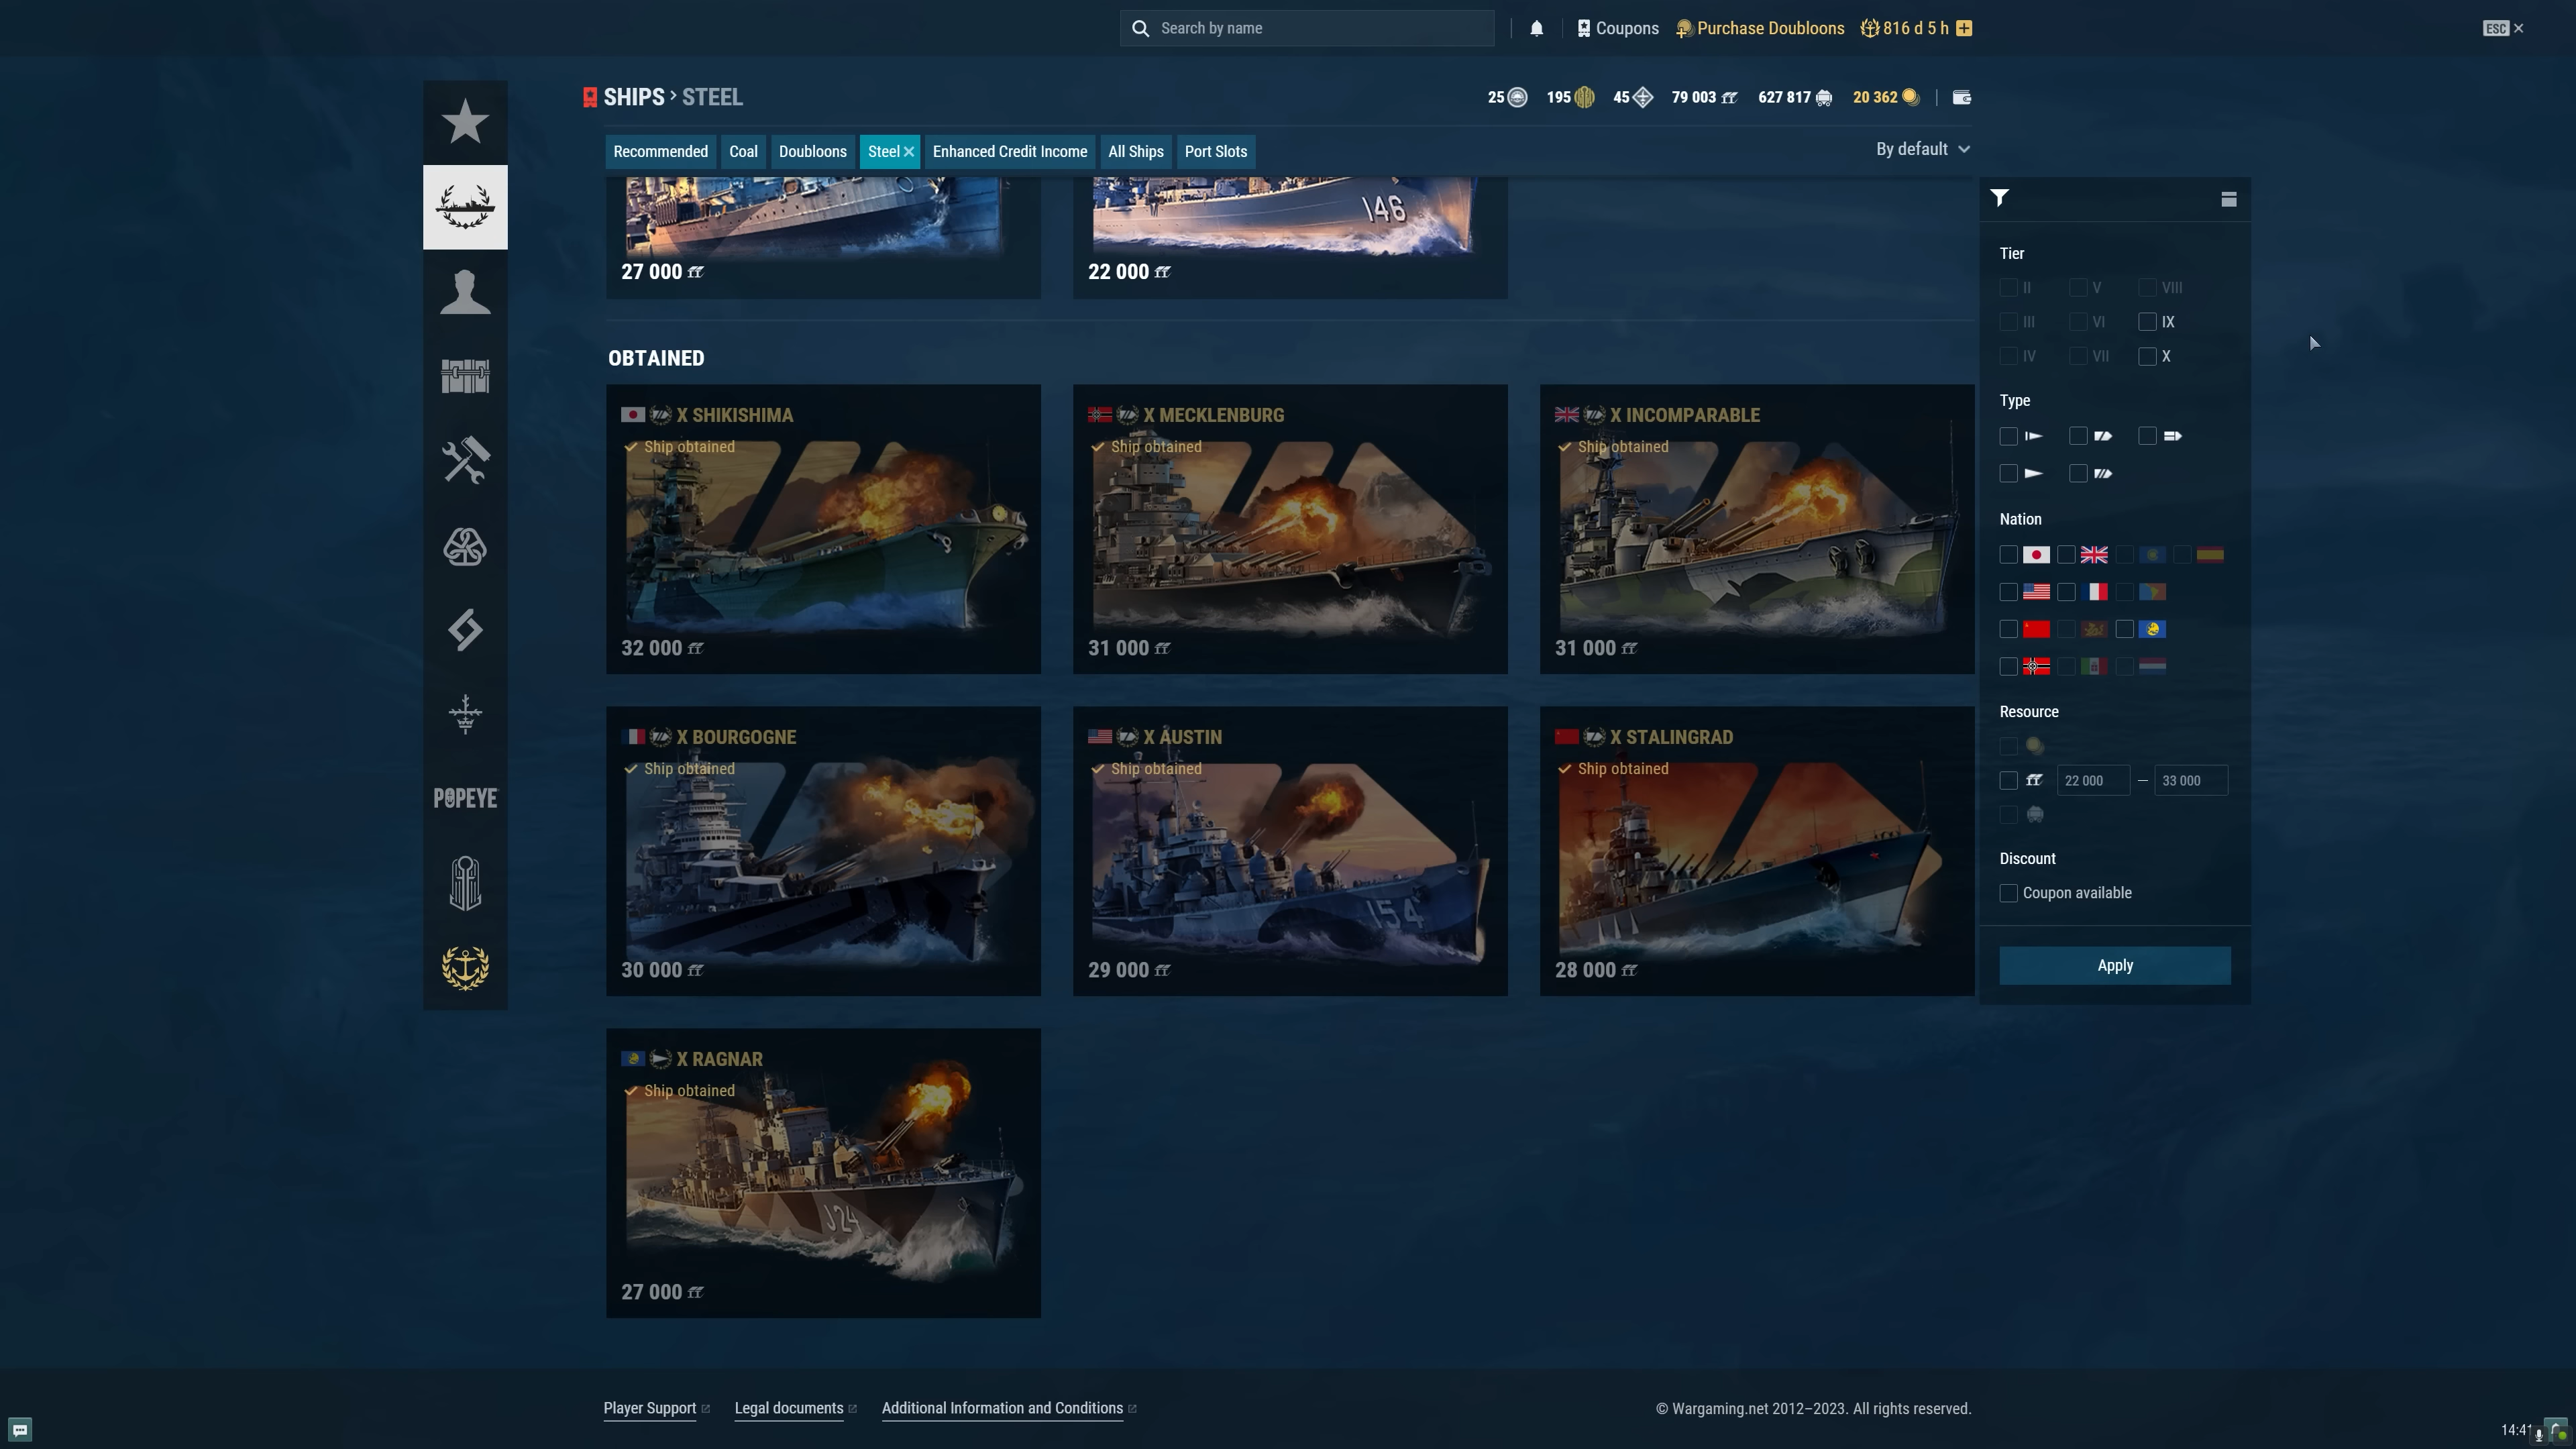 Search by name
Coupons
Purchase Doubloons
816 d 5 h
ESC
SHIPS > STEEL
25
195
45
79 003
627 817
20 362
Recommended
Coal
Doubloons
Steel
Enhanced Credit Income
All Ships
Port Slots
By default
27 000
146
22 000
OBTAINED
X SHIKISHIMA
Ship obtained
32 000
X MECKLENBURG
Ship obtained
31 000
X INCOMPARABLE
Ship obtained
31 000
X BOURGOGNE
Ship obtained
30 000
X AUSTIN
Ship obtained
154
29 000
X STALINGRAD
Ship obtained
28 000
X RAGNAR
Ship obtained
J24
27 000
POPEYE
Tier
II V VIII
III VI IX
IV VII X
Type
Nation
Resource
22 000 — 33 000
Discount
Coupon available
Apply
Player Support
Legal documents
Additional Information and Conditions
© Wargaming.net 2012–2023. All rights reserved.